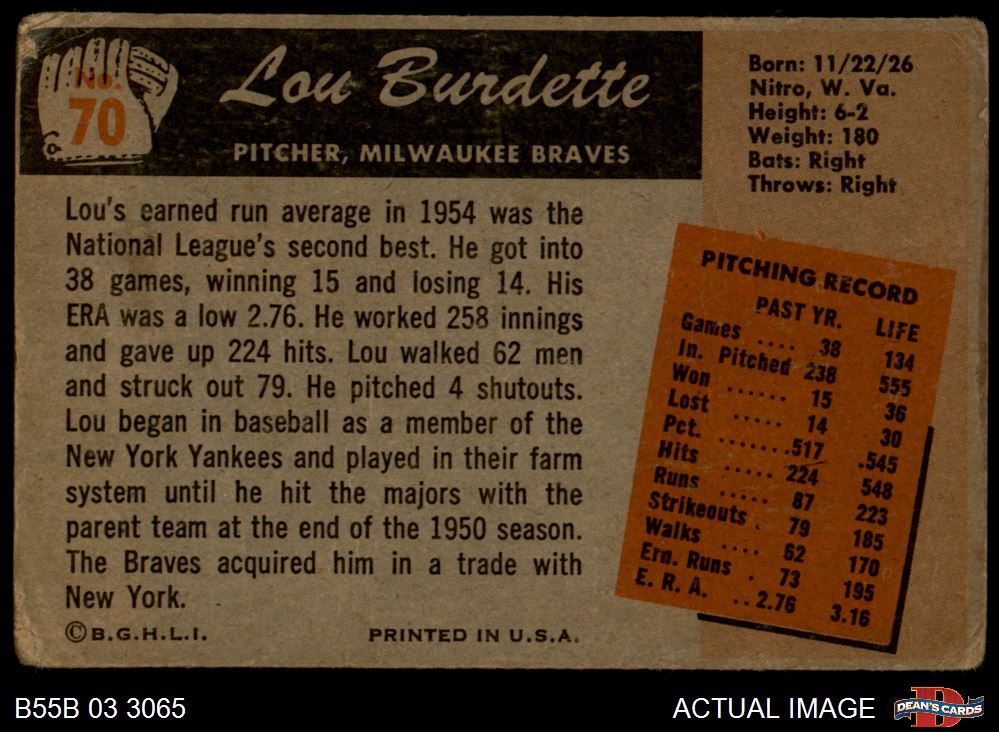 No.
70
Lou Burdette
PITCHER, MILWAUKEE BRAVES
Born: 11/22/26
Nitro, W. Va.
Height: 6-2
Weight: 180
Bats: Right
Throws: Right
Lou's earned run average in 1954 was the
National League's second best. He got into
38 games, winning 15 and losing 14. His
ERA was a low 2.76. He worked 258 innings
and gave up 224 hits. Lou walked 62 men
and struck out 79. He pitched 4 shutouts.
Lou began in baseball as a member of the
New York Yankees and played in their farm
system until he hit the majors with the
parent team at the end of the 1950 season.
The Braves acquired him in a trade with
New York.
© B.G.H.L.I. PRINTED IN U.S.A.
PITCHING RECORD
PAST YR. LIFE
Games .... 38 134
In. Pitched 238 555
Won ...... 15 36
Lost ..... 14 30
Pct. .......517 .545
Hits ..... 224 548
Runs ..... 87 223
Strikeouts . 79 185
Walks .... 62 170
Ern. Runs . 73 195
E. R. A. ..2.76 3.16
B55B 03 3065
ACTUAL IMAGE
DEAN'S CARDS